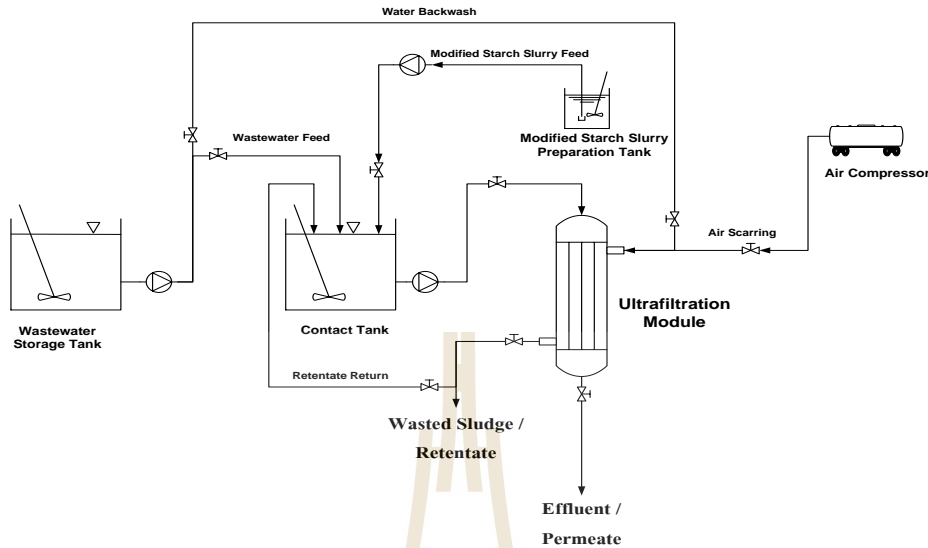 Water Backwash
Modified Starch Slurry Feed
Wastewater Feed
Modified Starch Slurry
Preparation Tank
Air Compressor
Air Scarring
Ultrafiltration
Module
Wastewater
Storage Tank
Contact Tank
Retentate Return
Wasted Sludge /
Retentate
Effluent /
Permeate